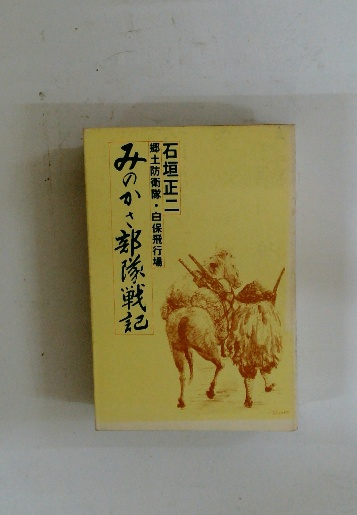 石垣正二
郷土防衛隊・白保飛行場
みのかさ部隊戦記